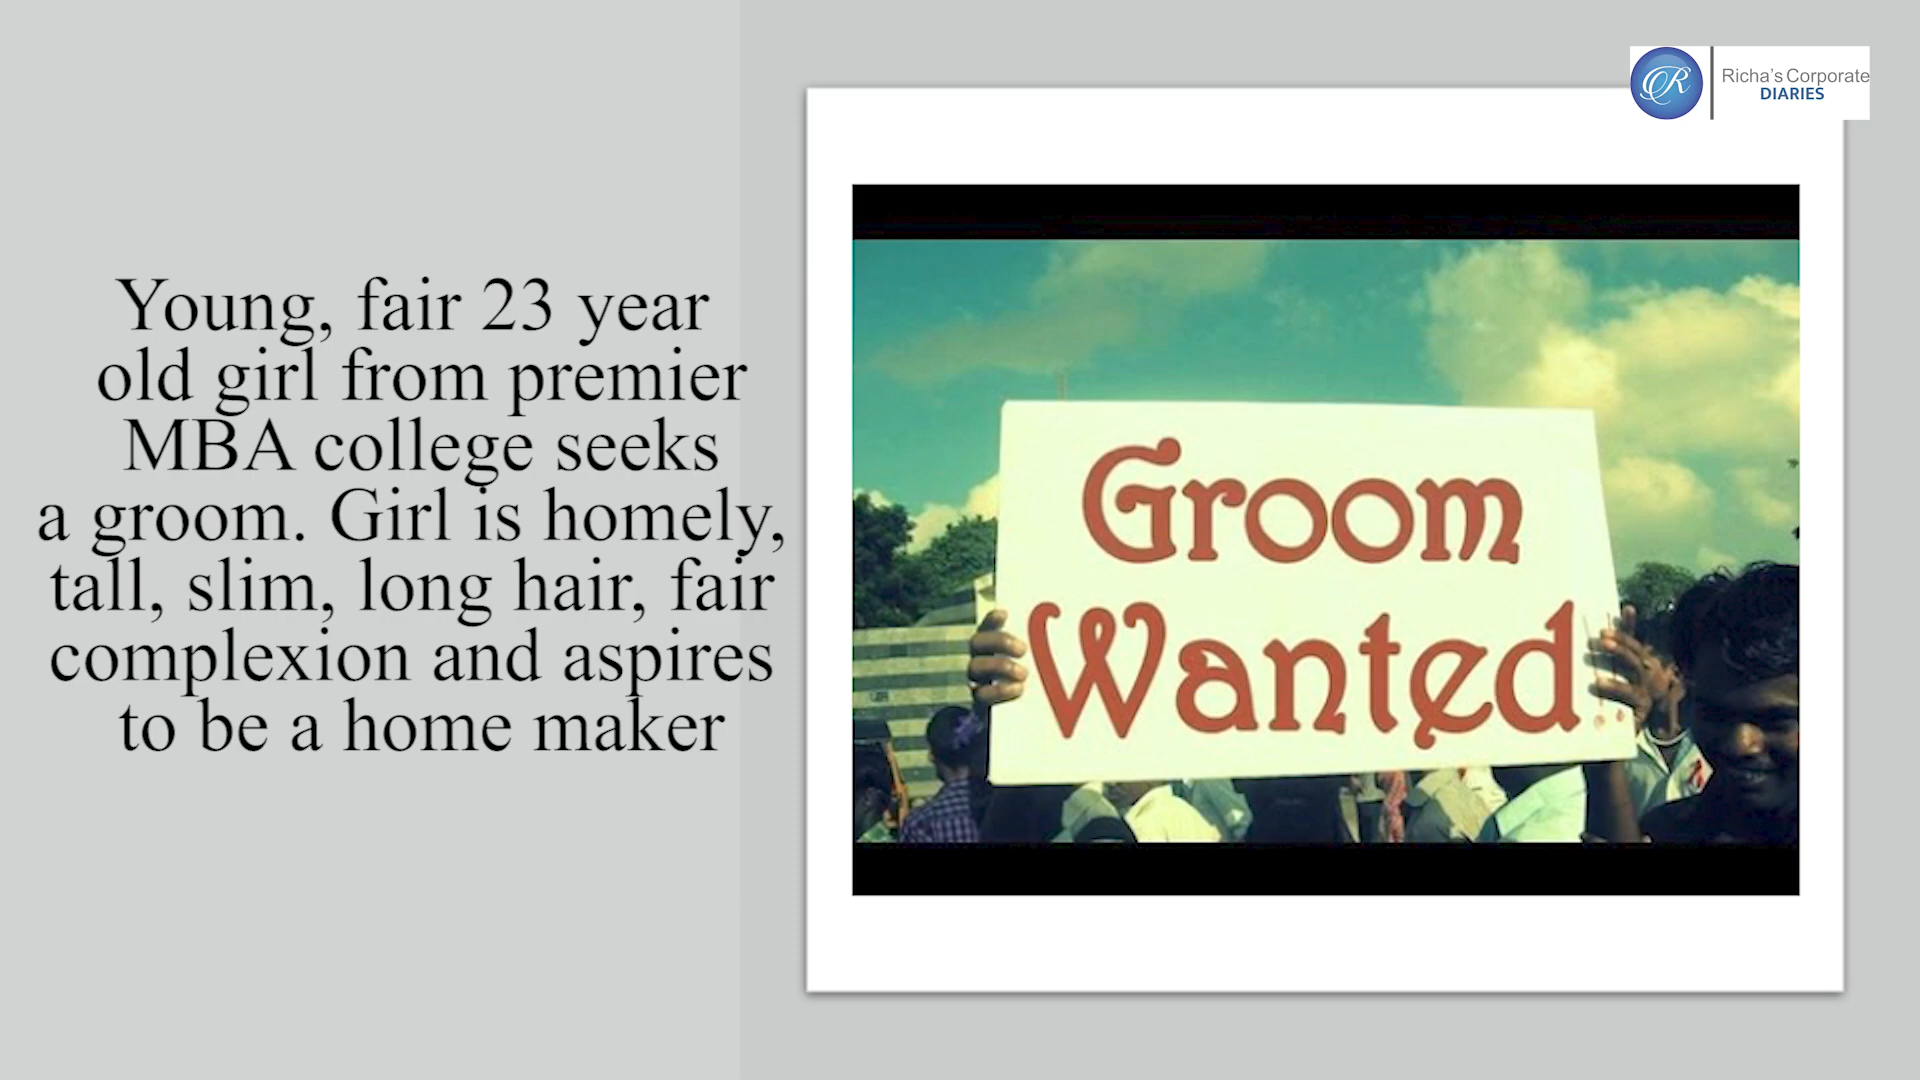 Richa's Corporate
DIARIES
Young, fair 23 year
old girl from premier
MBA college seeks
a groom. Girl is homely,
tall, slim, long hair, fair
complexion and aspires
to be a home maker
Groom
Wanted